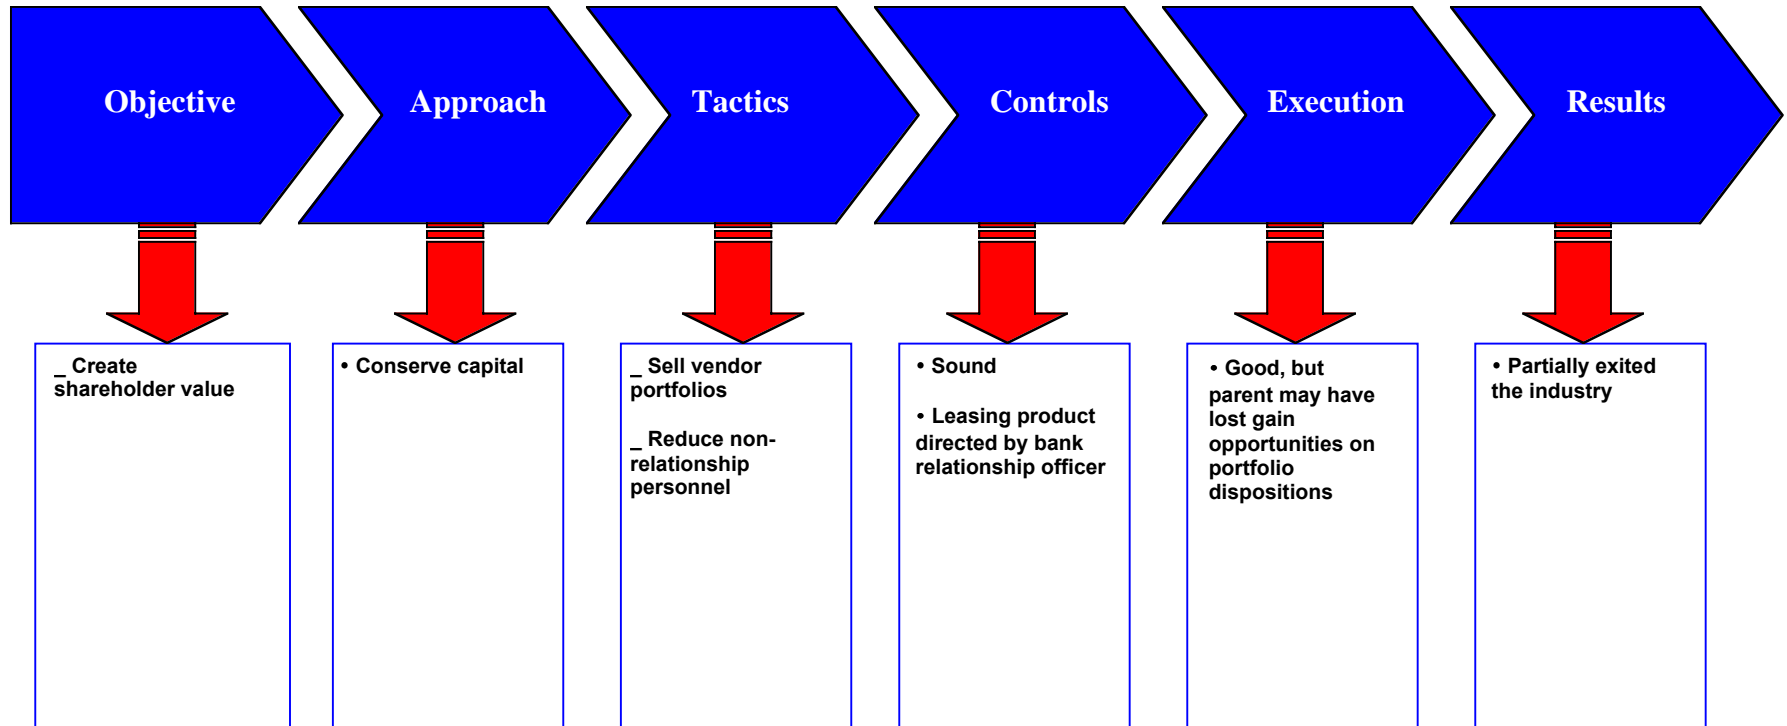 Objective
Approach
Tactics
Controls
Execution
Results
_ Create
shareholder value
• Conserve capital
_ Sell vendor
portfolios
_ Reduce non-
relationship
personnel
• Sound
• Leasing product
directed by bank
relationship officer
• Good, but
parent may have
lost gain
opportunities on
portfolio
dispositions
• Partially exited
the industry